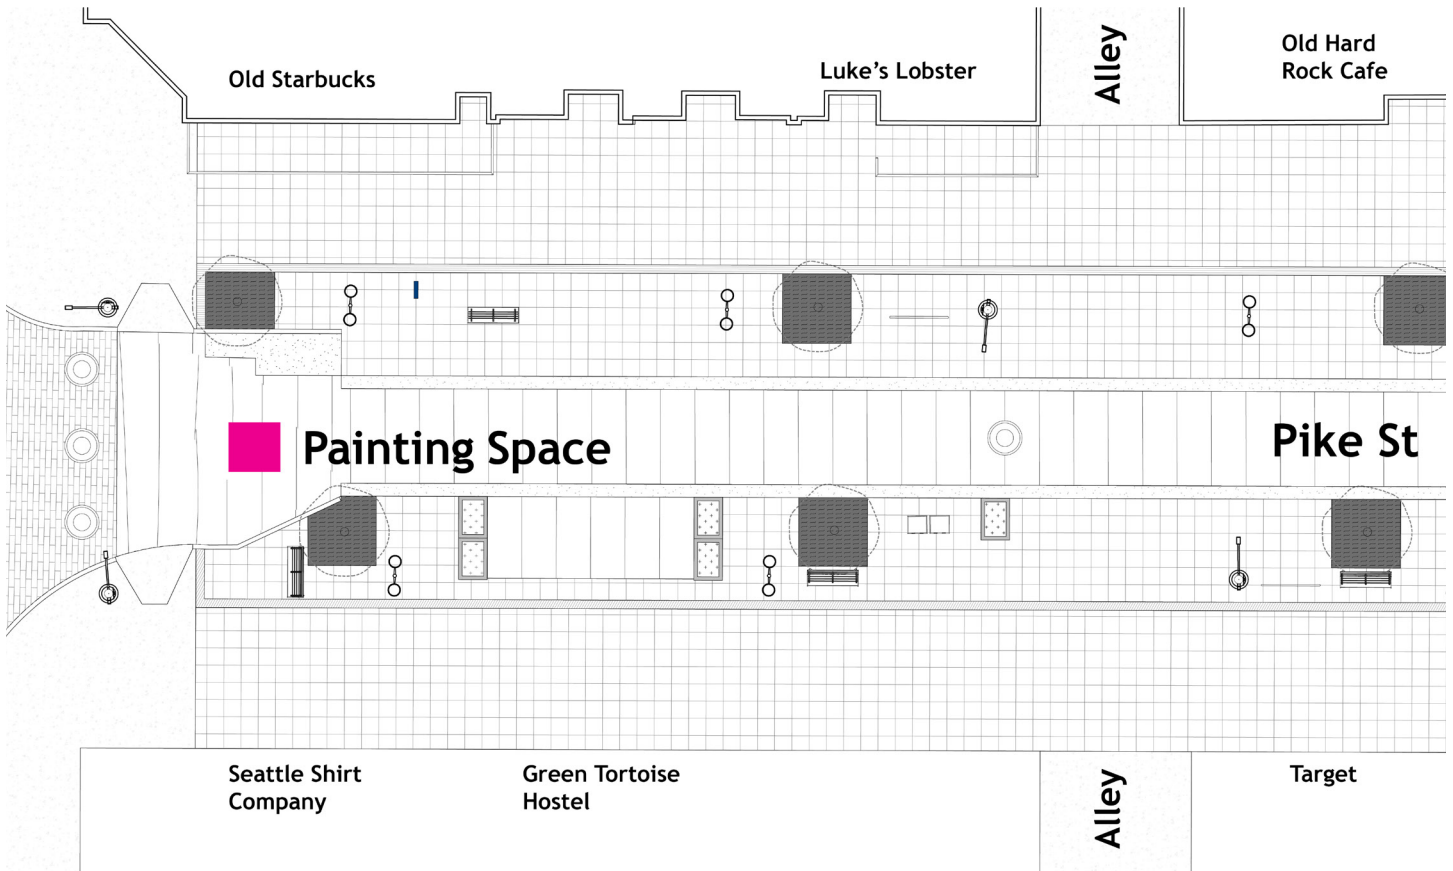 Old Starbucks
Luke's Lobster
Alley
Old Hard
Rock Cafe
Painting Space
Pike St
Seattle Shirt
Company
Green Tortoise
Hostel
Alley
Target